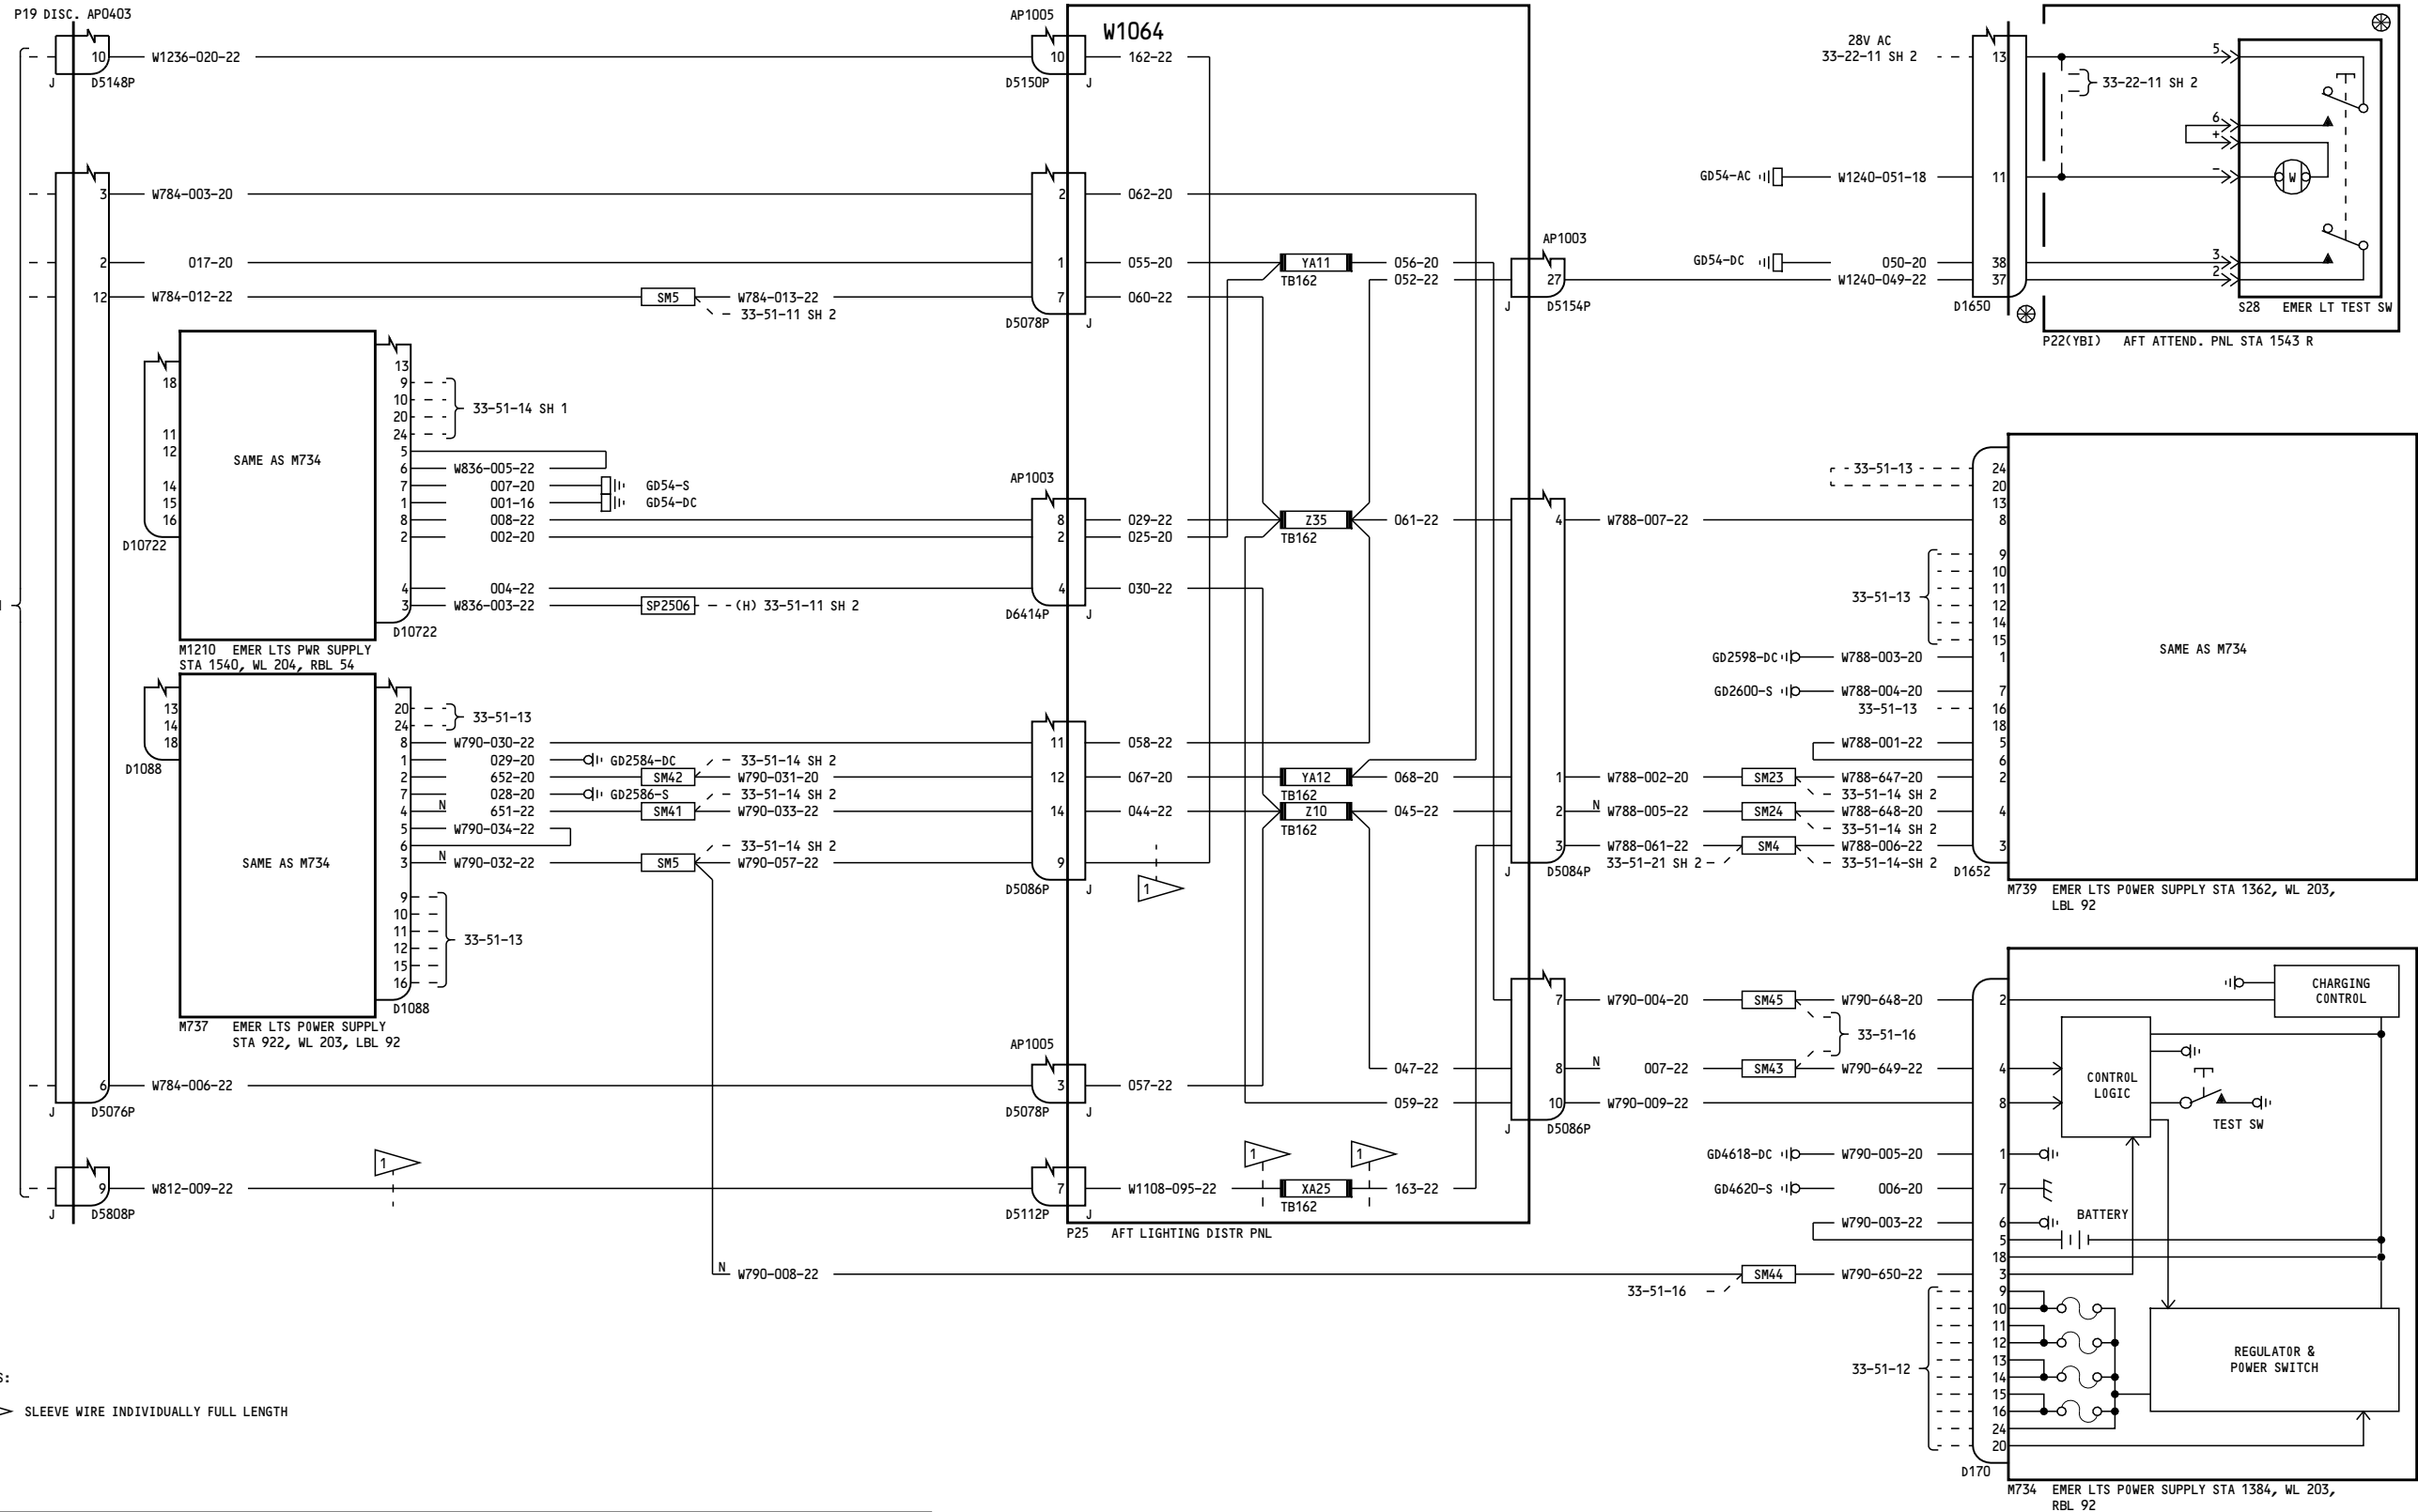 P19 DISC. AP0403
10 W1236-020-22
J D5148P
3 W784-003-20
2 017-20
12 W784-012-22
SM5 W784-013-22
33-51-11 SH 2
6 W784-006-22
J D5076P
9 W812-009-22
J D5808P
1
18
11
12
14
15
16
D10722
SAME AS M734
13
9
10
20
24
33-51-14 SH 1
5
6 W836-005-22
7 007-20 GD54-S
1 001-16 GD54-DC
8 008-22
2 002-20
4 004-22
3 W836-003-22 SP2506 (H) 33-51-11 SH 2
D10722
M1210 EMER LTS PWR SUPPLY
STA 1540, WL 204, RBL 54
13
14
18
D1088
SAME AS M734
20
24
33-51-13
8 W790-030-22
1 029-20 GD2584-DC 33-51-14 SH 2
2 652-20 SM42 W790-031-20
7 028-20 GD2586-S 33-51-14 SH 2
4 N 651-22 SM41 W790-033-22
5 W790-034-22
6 33-51-14 SH 2
3 N W790-032-22 SM5 W790-057-22
9
10
11
12
15
16
33-51-13
D1088
M737 EMER LTS POWER SUPPLY
STA 922, WL 203, LBL 92
N W790-008-22
AP1005
W1064
10 162-22
D5150P J
2 062-20
1 055-20
7 060-22
D5078P J
YA11
TB162
056-20
052-22
AP1003
27
J D5154P
AP1003
8 029-22
2 025-20
4 030-22
D6414P J
Z35
TB162
061-22
11 058-22
12 067-20
14 044-22
9
D5086P J
1
YA12
TB162
068-20
Z10
TB162
045-22
AP1005
3 057-22
D5078P J
047-22
059-22
7 W1108-095-22
D5112P J
1
1
XA25
TB162
163-22
P25 AFT LIGHTING DISTR PNL
4 W788-007-22
1 W788-002-20 SM23 W788-647-20
33-51-14 SH 2
2 N W788-005-22 SM24 W788-648-20
33-51-14 SH 2
3 W788-061-22 SM4 W788-006-22
33-51-21 SH 2 33-51-14-SH 2
J D5084P
7 W790-004-20 SM45 W790-648-20
33-51-16
8 N 007-22 SM43 W790-649-22
10 W790-009-22
J D5086P
GD4618-DC W790-005-20
GD4620-S 006-20
W790-003-22
SM44 W790-650-22
33-51-16
33-51-12
28V AC
33-22-11 SH 2
13
33-22-11 SH 2
GD54-AC W1240-051-18 11
GD54-DC 050-20 38
W1240-049-22 37
D1650
5
6
+
-
W
3
2
S28 EMER LT TEST SW
P22(YBI) AFT ATTEND. PNL STA 1543 R
33-51-13 24
20
13
8
9
10
11
12
14
15
33-51-13
GD2598-DC W788-003-20 1
GD2600-S W788-004-20 7
33-51-13 16
18
W788-001-22 5
6
2
4
3
D1652
SAME AS M734
M739 EMER LTS POWER SUPPLY STA 1362, WL 203,
LBL 92
2
4
8
1
7
6
5
18
3
9
10
11
12
13
14
15
16
24
20
D170
CHARGING
CONTROL
CONTROL
LOGIC
TEST SW
BATTERY
REGULATOR &
POWER SWITCH
M734 EMER LTS POWER SUPPLY STA 1384, WL 203,
RBL 92
S:
SLEEVE WIRE INDIVIDUALLY FULL LENGTH